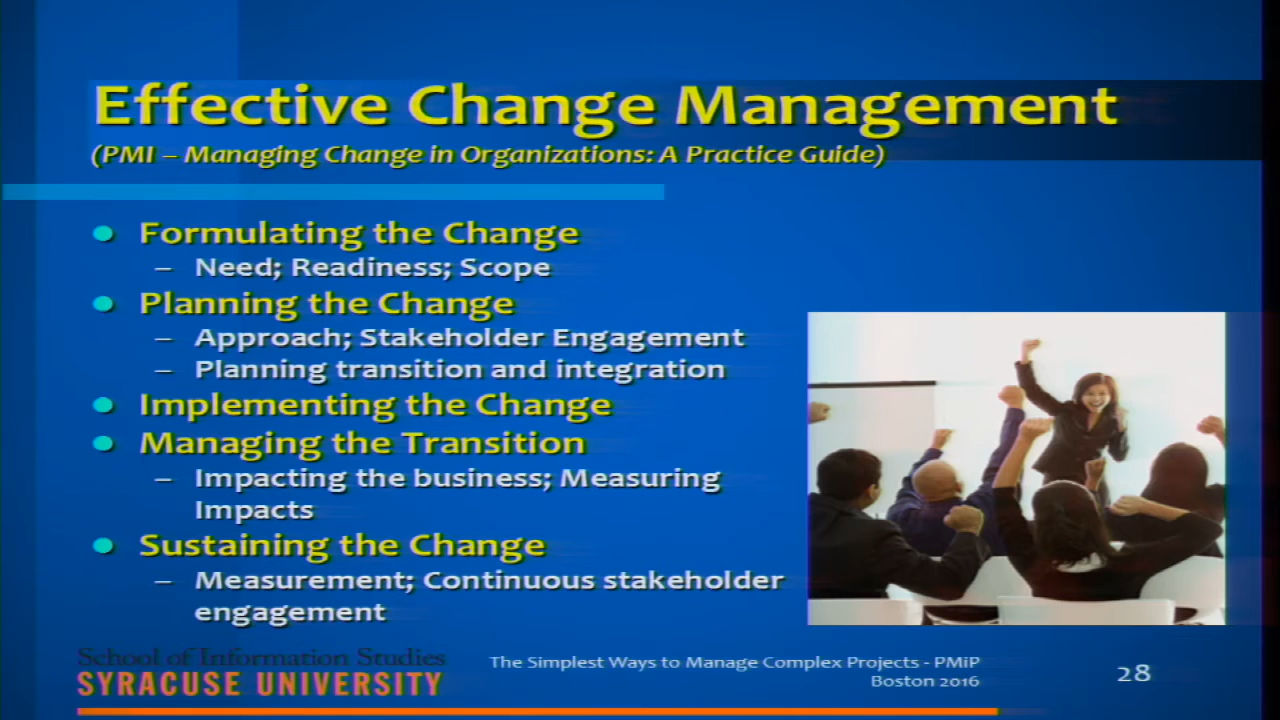 Effective Change Management
(PMI – Managing Change in Organizations: A Practice Guide)
Formulating the Change
– Need; Readiness; Scope
Planning the Change
– Approach; Stakeholder Engagement
– Planning transition and integration
Implementing the Change
Managing the Transition
– Impacting the business; Measuring
Impacts
Sustaining the Change
– Measurement; Continuous stakeholder
engagement
School of Information Studies
SYRACUSE UNIVERSITY
The Simplest Ways to Manage Complex Projects - PMiP
Boston 2016
28